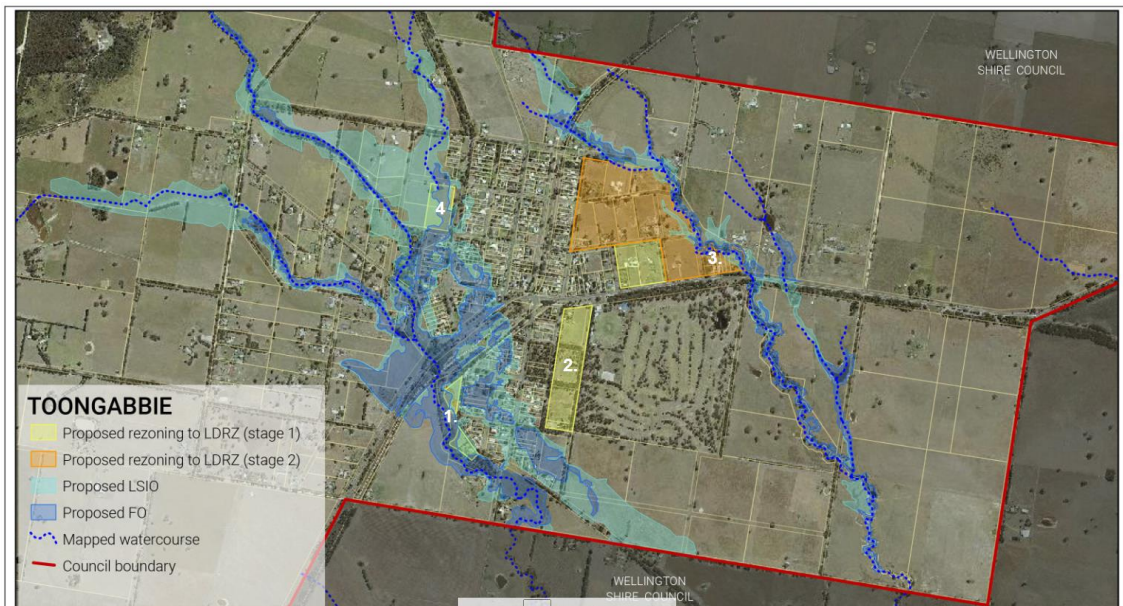 WELLINGTON
SHIRE COUNCIL
4.
3.
2.
1.
TOONGABBIE
Proposed rezoning to LDRZ (stage 1)
Proposed rezoning to LDRZ (stage 2)
Proposed LSIO
Proposed FO
Mapped watercourse
Council boundary
WELLINGTON
SHIRE COUNCIL